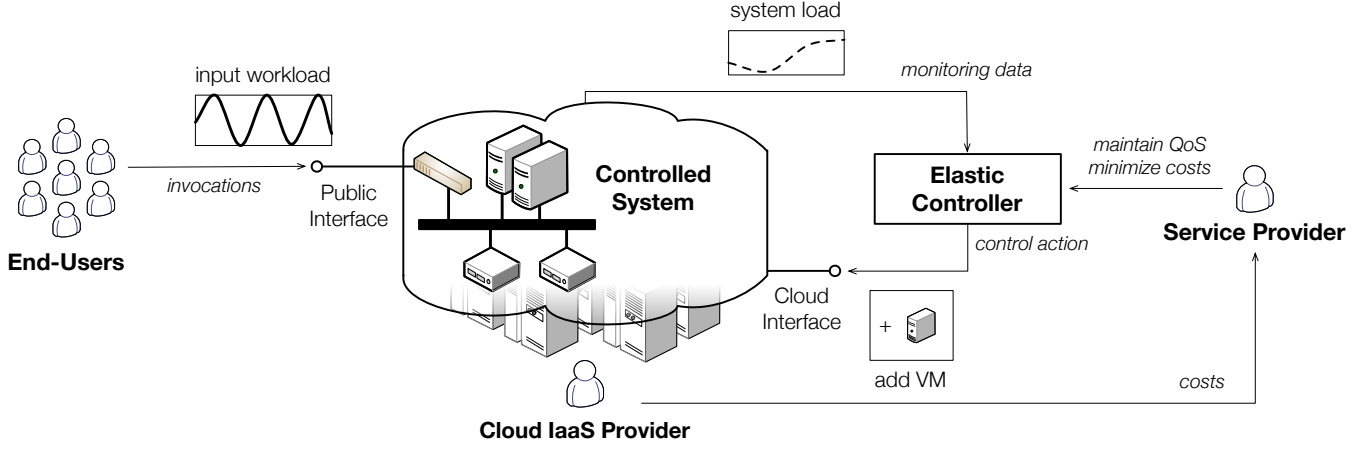 system load
monitoring data
input workload
invocations
Public
Interface
Controlled
System
Elastic
Controller
maintain QoS
minimize costs
End-Users
Service Provider
control action
Cloud
Interface
+
add VM
costs
Cloud IaaS Provider